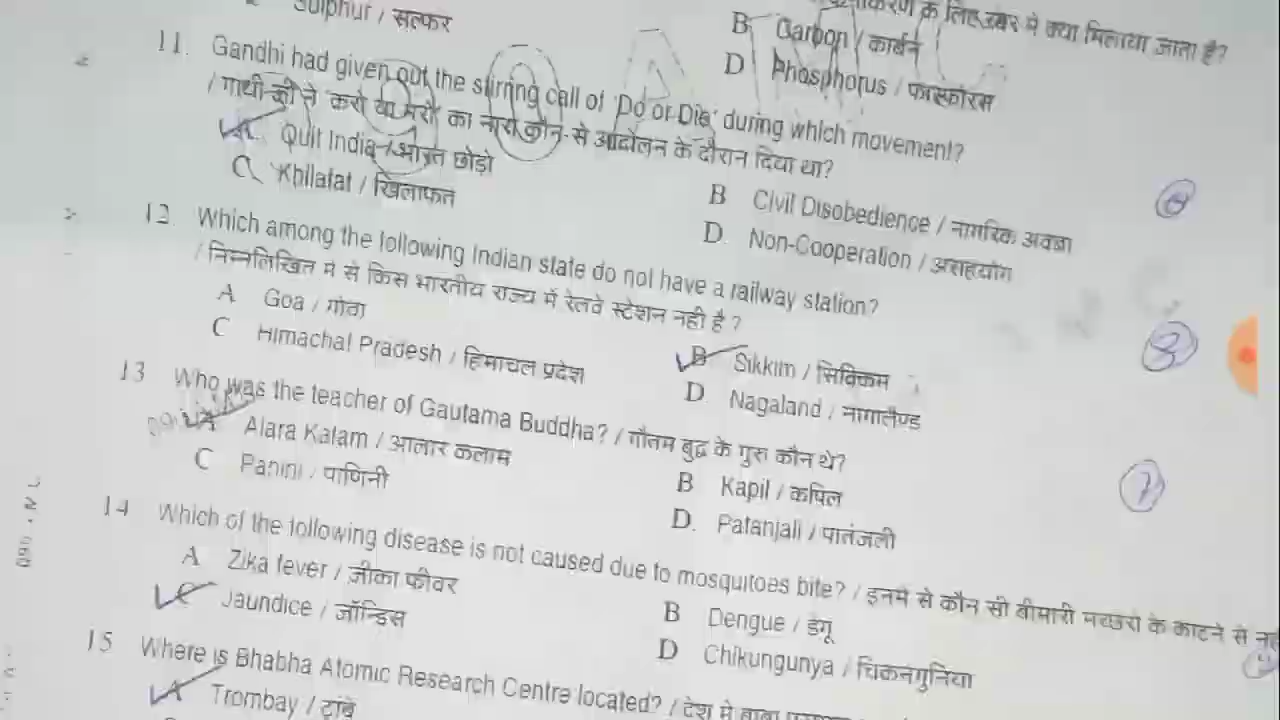 Sulphur / सल्फर
के लिए रबर में क्या मिलाया जाता है?
B Carbon / कार्बन
D Phosphorus / फास्फोरस
11. Gandhi had given out the stirring call of 'Do or Die' during which movement?
/ गांधी जी ने करो या मरो का नारा कौन-से आंदोलन के दौरान दिया था?
A. Quit India / भारत छोड़ो
B Civil Disobedience / नागरिक अवज्ञा
C Khilafat / खिलाफत
D. Non-Cooperation / असहयोग
12 Which among the following Indian state do not have a railway station?
/ निम्नलिखित में से किस भारतीय राज्य में रेलवे स्टेशन नही है ?
A Goa / गोवा
B Sikkim / सिक्किम
C Himachal Pradesh / हिमाचल प्रदेश
D Nagaland / नागालैण्ड
13 Who was the teacher of Gautama Buddha? / गौतम बुद्ध के गुरु कौन थे?
A Alara Kalam / आलार कलाम
B Kapil / कपिल
C Panini / पाणिनी
D. Patanjali / पातंजली
14 Which of the following disease is not caused due to mosquitoes bite? / इनमें से कौन सी बीमारी मच्छरों के काटने से
A Zika fever / ज़ीका फीवर
B Dengue / डेंगू
C Jaundice / जॉन्डिस
D Chikungunya / चिकनगुनिया
15 Where is Bhabha Atomic Research Centre located? / देश में
A Trombay / ट्रांबे